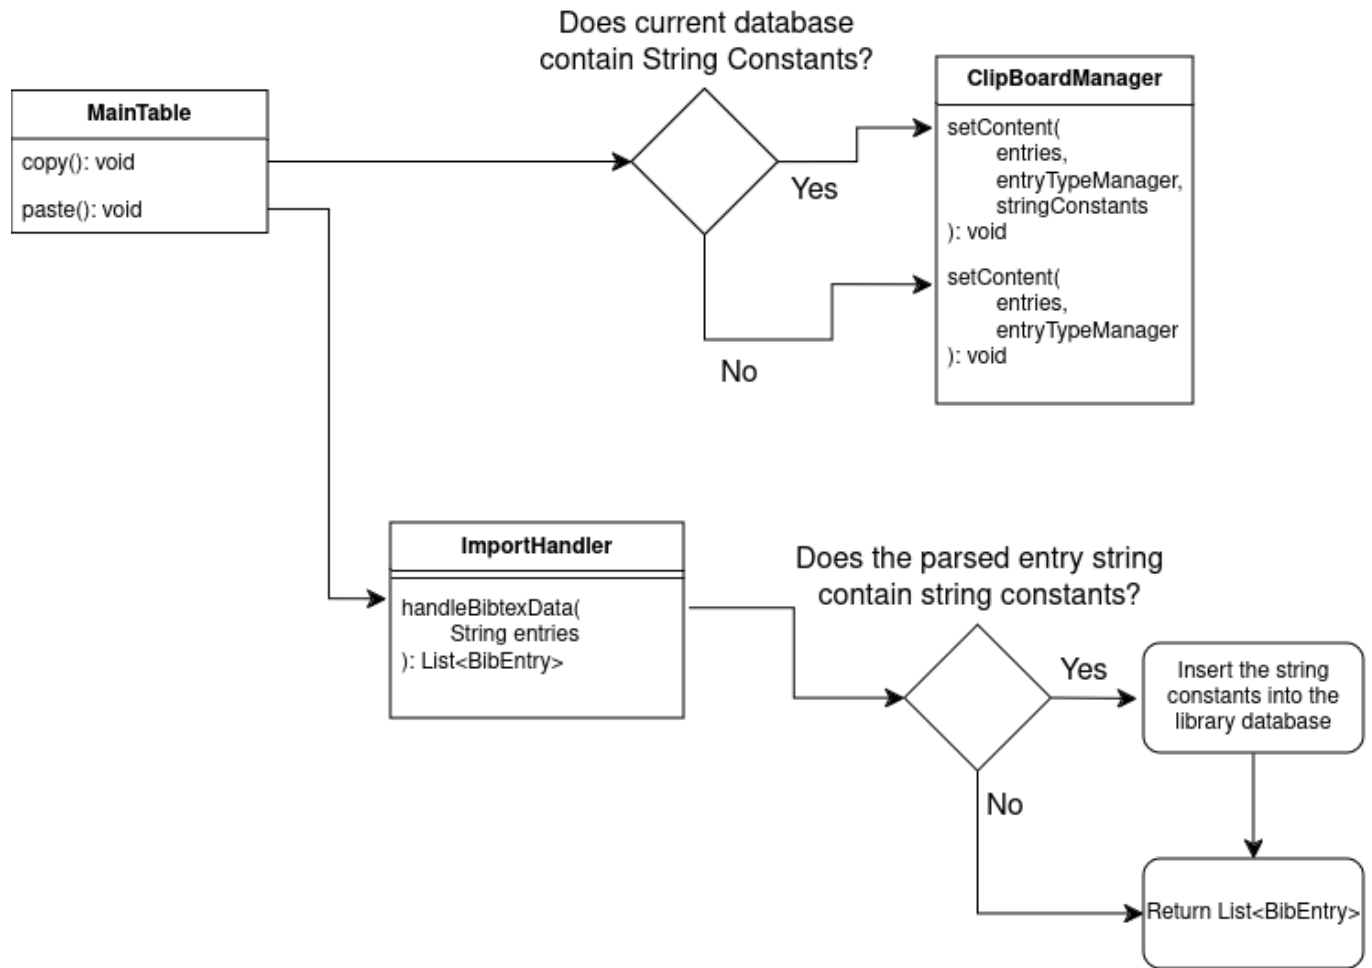 Does current database
contain String Constants?
MainTable
copy(): void
paste(): void
Yes
No
ClipBoardManager
setContent(
entries,
entryTypeManager,
stringConstants
): void
setContent(
entries,
entryTypeManager
): void
ImportHandler
handleBibtexData(
String entries
): List<BibEntry>
Does the parsed entry string
contain string constants?
Yes
No
Insert the string
constants into the
library database
Return List<BibEntry>